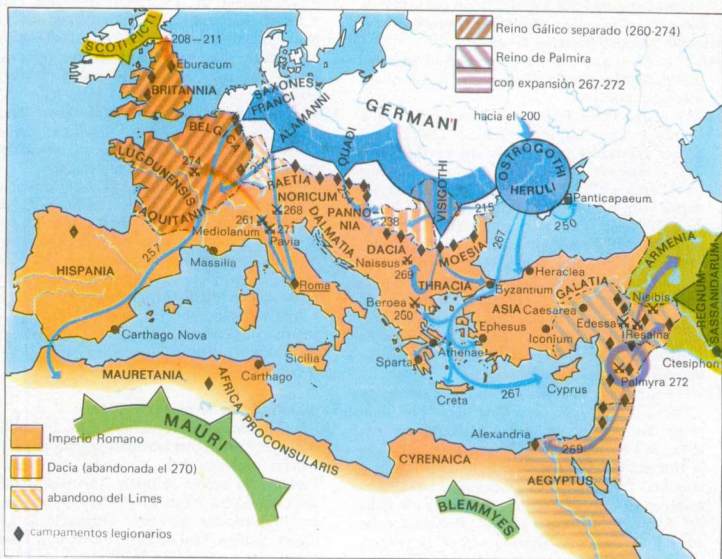 SCOTI PICTI
208—211
Eburacum
BRITANNIA
Reino Gálico separado (260-274)
Reino de Palmira
con expansión 267-272
SAXONES
FRANCI
ALAMANNI
GERMANI
hacia el 200
BELGICA
QUADI
OSTROGOTHI
HERULI
LUGDUNENSIS
274
VISIGOTHI
215
Panticapaeum
250
RAETIA
NORICUM
268
PANNO-
NIA
238
AQUITANIA
261
Mediolanum
271
Pavia
DALMATIA
DACIA
MOESIA
267
257
Massilia
Naissus
269
ARMENIA
HISPANIA
Roma
THRACIA
Heraclea
Byzantium
GALATIA
REGNUM
SASSANIDARUM
Beroea
250
ASIA
Caesarea
Nisibis
Edessa
Resaina
Ephesus
Iconium
Carthago Nova
Sicilia
Sparta
Athenae
Ctesiphon
MAURETANIA
Carthago
Creta
267
Cyprus
Palmyra 272
AFRICA
PROCONSULARIS
MAURI
Alexandria
269
Imperio Romano
CYRENAICA
AEGYPTUS
Dacia (abandonada el 270)
abandono del Limes
BLEMMYES
campamentos legionarios